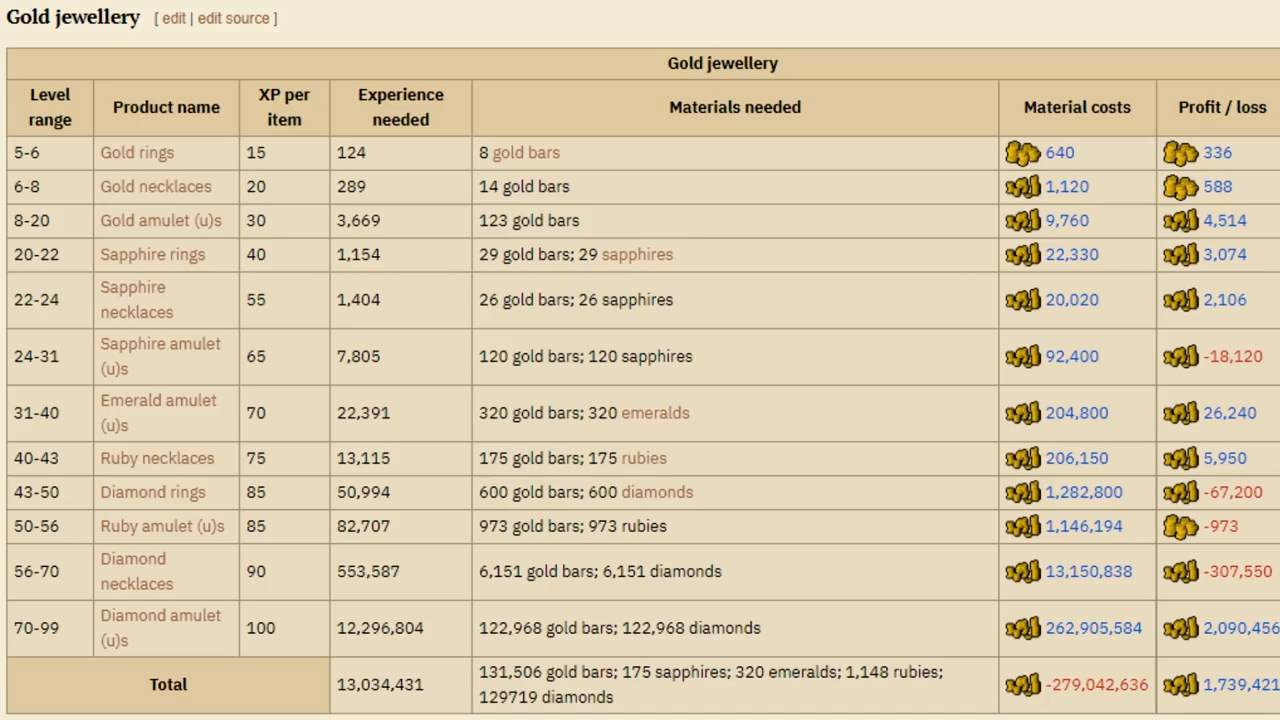 Gold jewellery [ edit | edit source ]
Gold jewellery
Level range Product name XP per item Experience needed Materials needed Material costs Profit / loss
5-6 Gold rings 15 124 8 gold bars 640 336
6-8 Gold necklaces 20 289 14 gold bars 1,120 588
8-20 Gold amulet (u)s 30 3,669 123 gold bars 9,760 4,514
20-22 Sapphire rings 40 1,154 29 gold bars; 29 sapphires 22,330 3,074
22-24 Sapphire necklaces 55 1,404 26 gold bars; 26 sapphires 20,020 2,106
24-31 Sapphire amulet (u)s 65 7,805 120 gold bars; 120 sapphires 92,400 -18,120
31-40 Emerald amulet (u)s 70 22,391 320 gold bars; 320 emeralds 204,800 26,240
40-43 Ruby necklaces 75 13,115 175 gold bars; 175 rubies 206,150 5,950
43-50 Diamond rings 85 50,994 600 gold bars; 600 diamonds 1,282,800 -67,200
50-56 Ruby amulet (u)s 85 82,707 973 gold bars; 973 rubies 1,146,194 -973
56-70 Diamond necklaces 90 553,587 6,151 gold bars; 6,151 diamonds 13,150,838 -307,550
70-99 Diamond amulet (u)s 100 12,296,804 122,968 gold bars; 122,968 diamonds 262,905,584 2,090,456
Total 13,034,431 131,506 gold bars; 175 sapphires; 320 emeralds; 1,148 rubies; 129719 diamonds -279,042,636 1,739,421